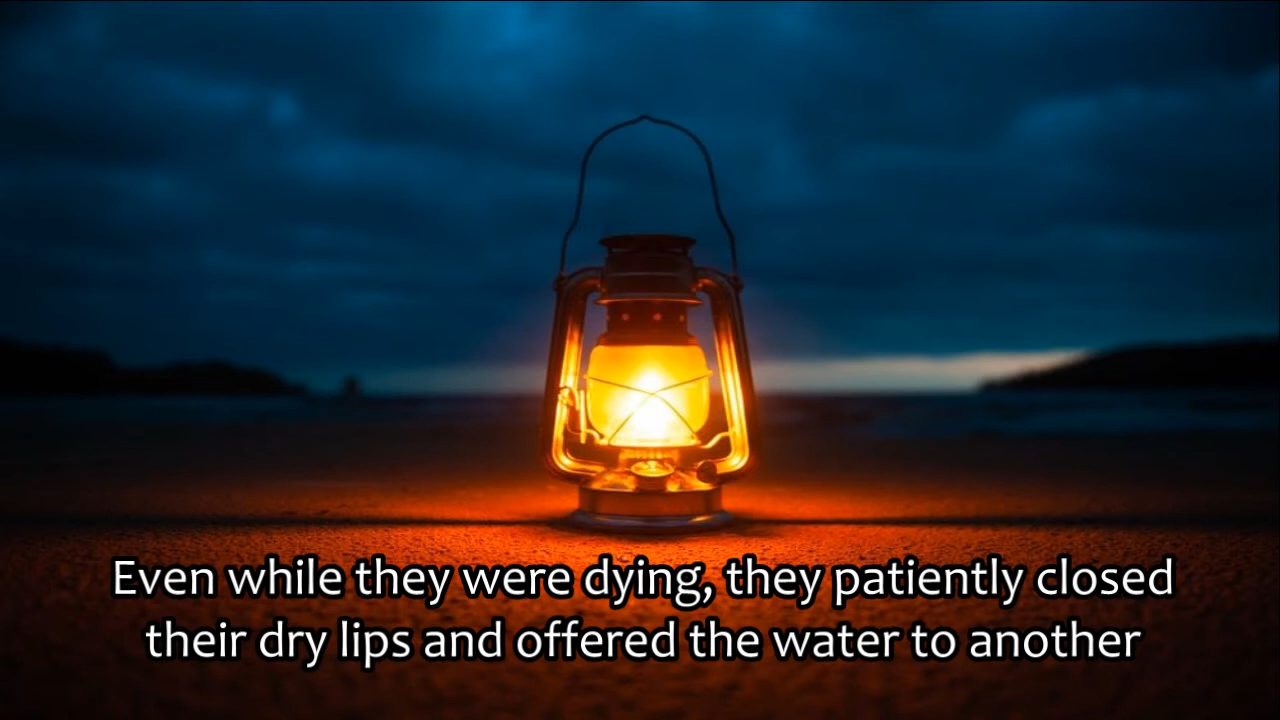 Even while they were dying, they patiently closed
their dry lips and offered the water to another